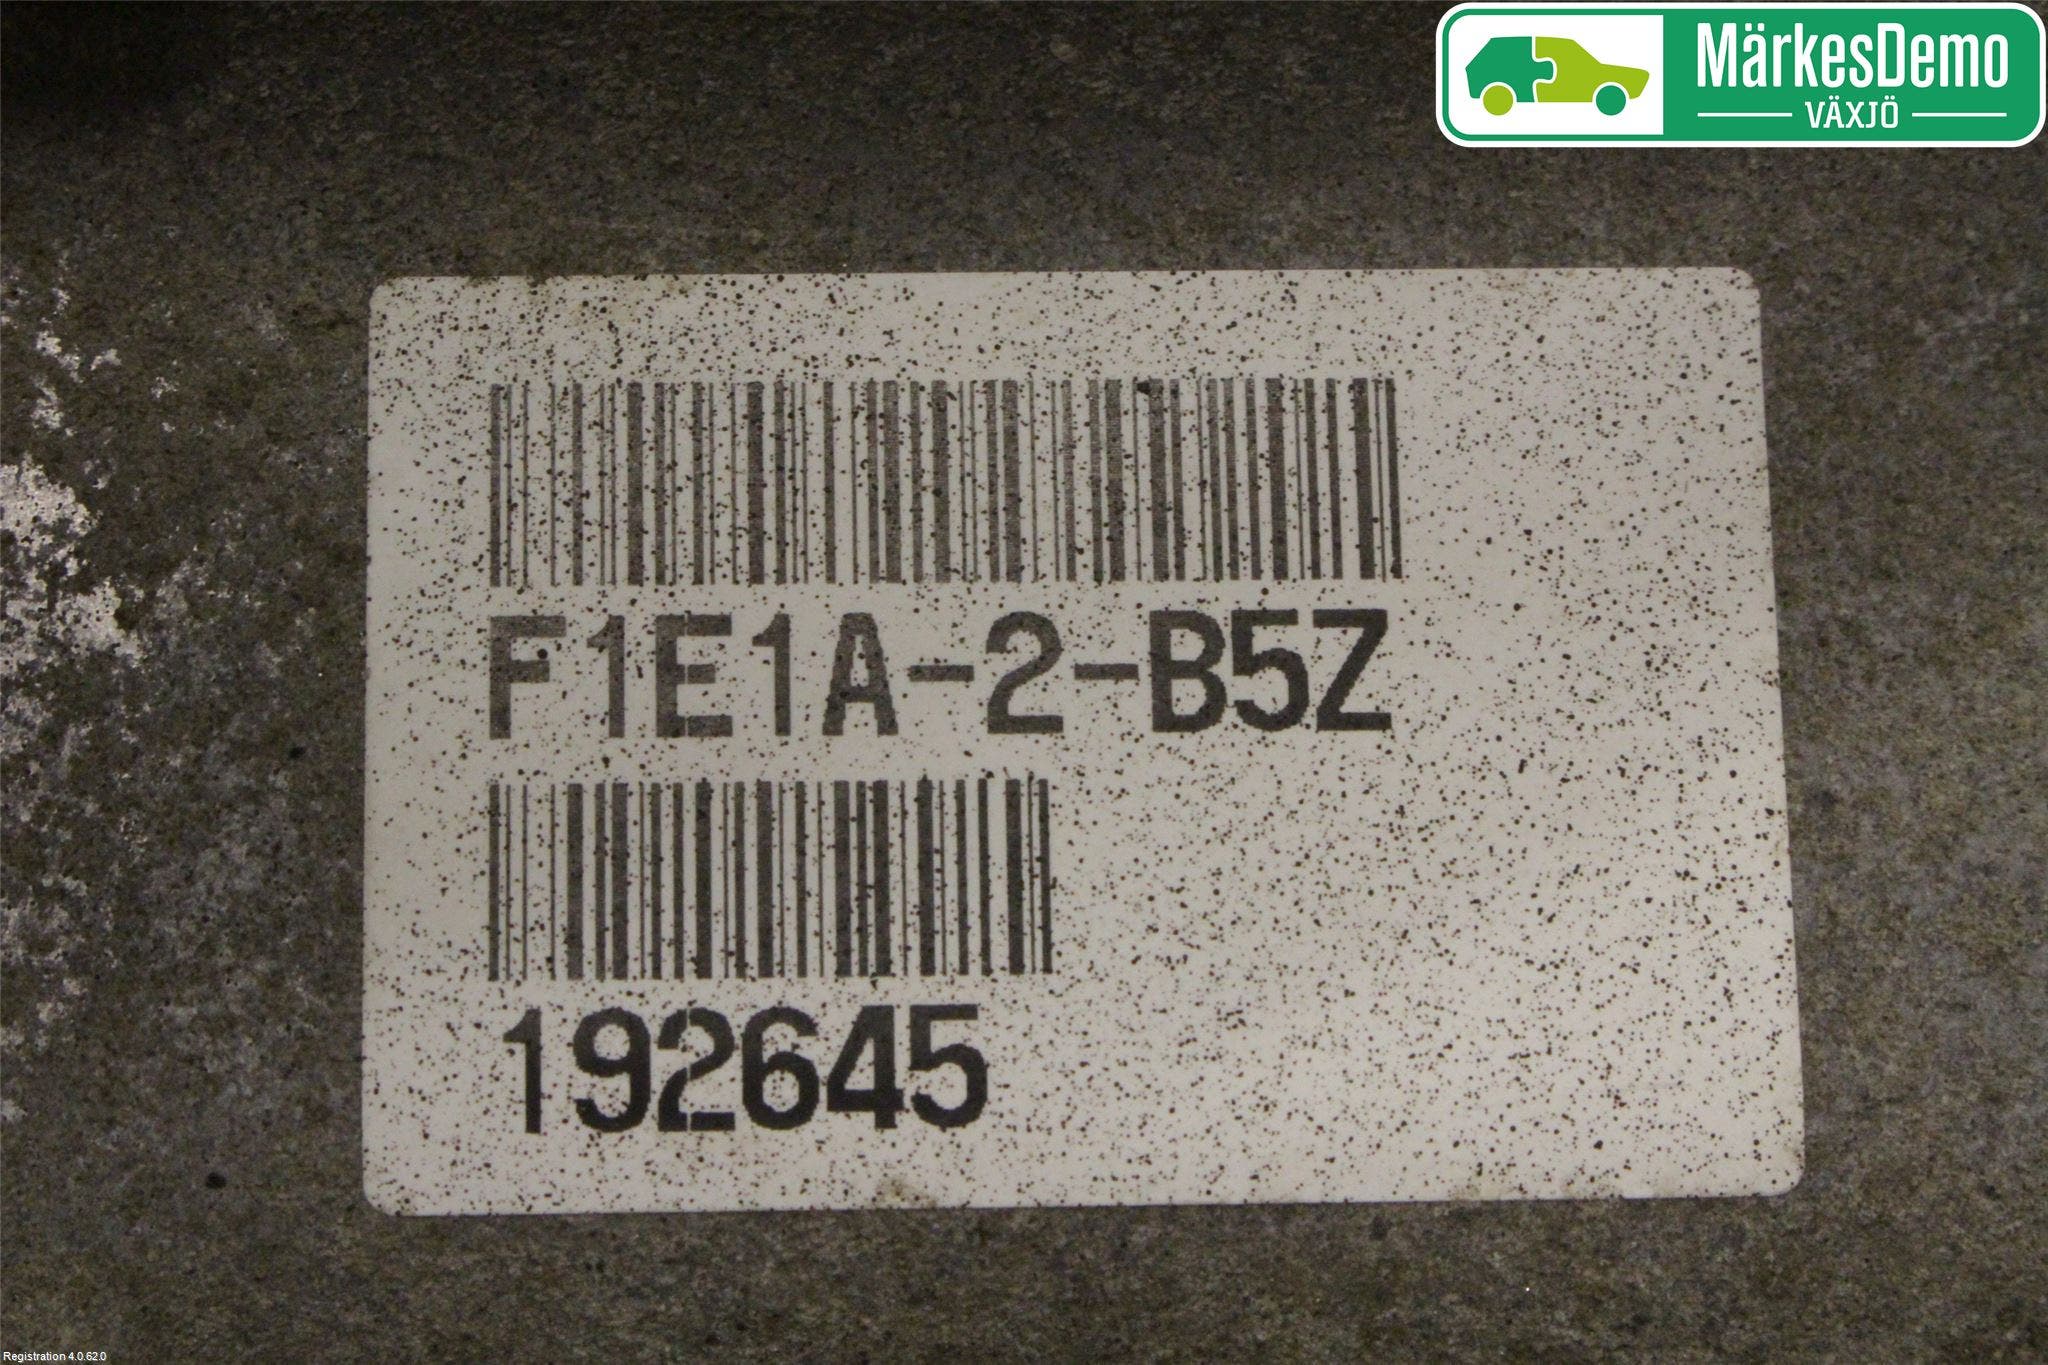 MärkesDemo
VÄXJÖ
F1E1A-2-B5Z
192645
Registration 4.0.62.0